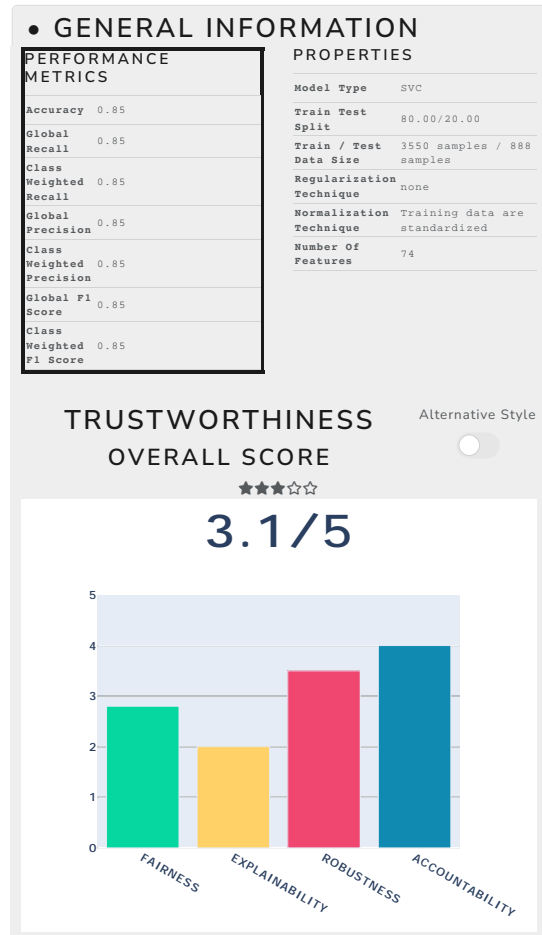 • GENERAL INFORMATION
PERFORMANCE
METRICS
Accuracy 0.85
Global
Recall 0.85
Class
Weighted 0.85
Recall
Global
Precision 0.85
Class
Weighted 0.85
Precision
Global F1
Score 0.85
Class
Weighted 0.85
F1 Score
PROPERTIES
Model Type SVC
Train Test
Split 80.00/20.00
Train / Test 3550 samples / 888
Data Size samples
Regularization
Technique none
Normalization Training data are
Technique standardized
Number Of
Features 74
TRUSTWORTHINESS
OVERALL SCORE
Alternative Style
3.1/5
5
4
3
2
1
0
FAIRNESS
EXPLAINABILITY
ROBUSTNESS
ACCOUNTABILITY